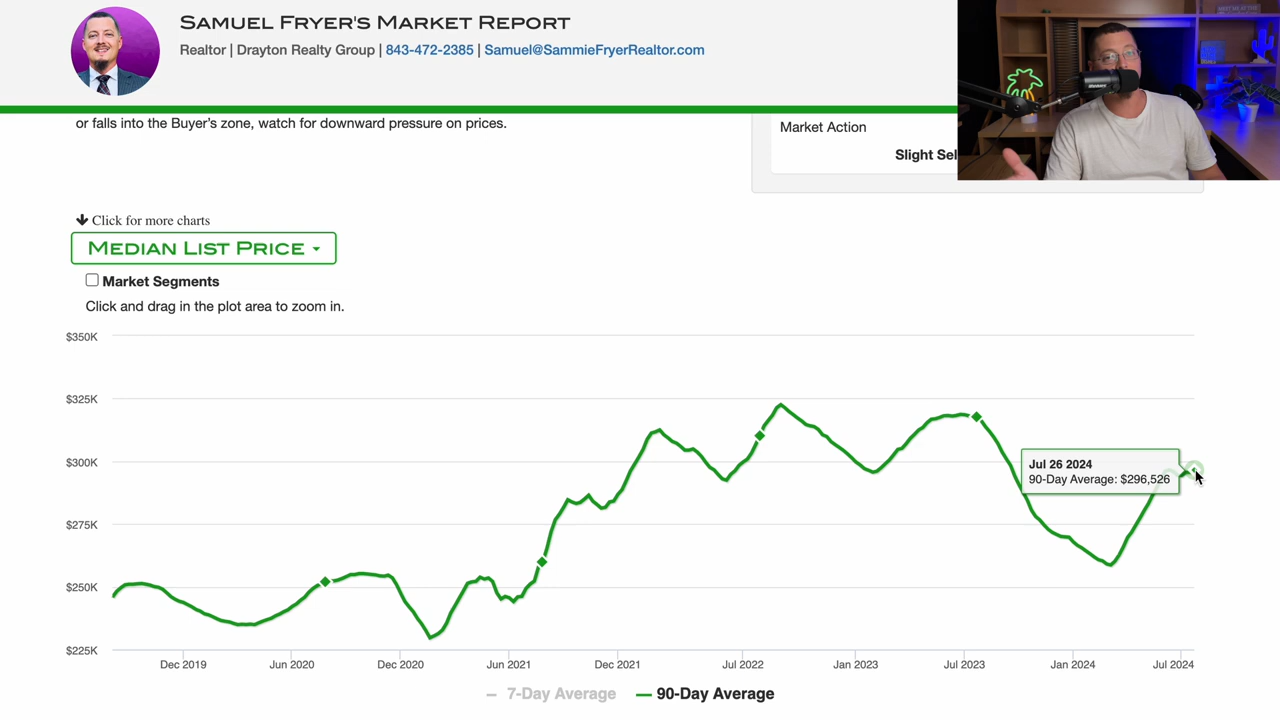 SAMUEL FRYER'S MARKET REPORT
Realtor | Drayton Realty Group | 843-472-2385 | Samuel@SammieFryerRealtor.com
or falls into the Buyer's zone, watch for downward pressure on prices.
Market Action
Slight Sel
Click for more charts
MEDIAN LIST PRICE
Market Segments
Click and drag in the plot area to zoom in.
$350K
$325K
$300K
$275K
$250K
$225K
Jul 26 2024
90-Day Average: $296,526
Dec 2019 Jun 2020 Dec 2020 Jun 2021 Dec 2021 Jul 2022 Jan 2023 Jul 2023 Jan 2024 Jul 2024
7-Day Average 90-Day Average